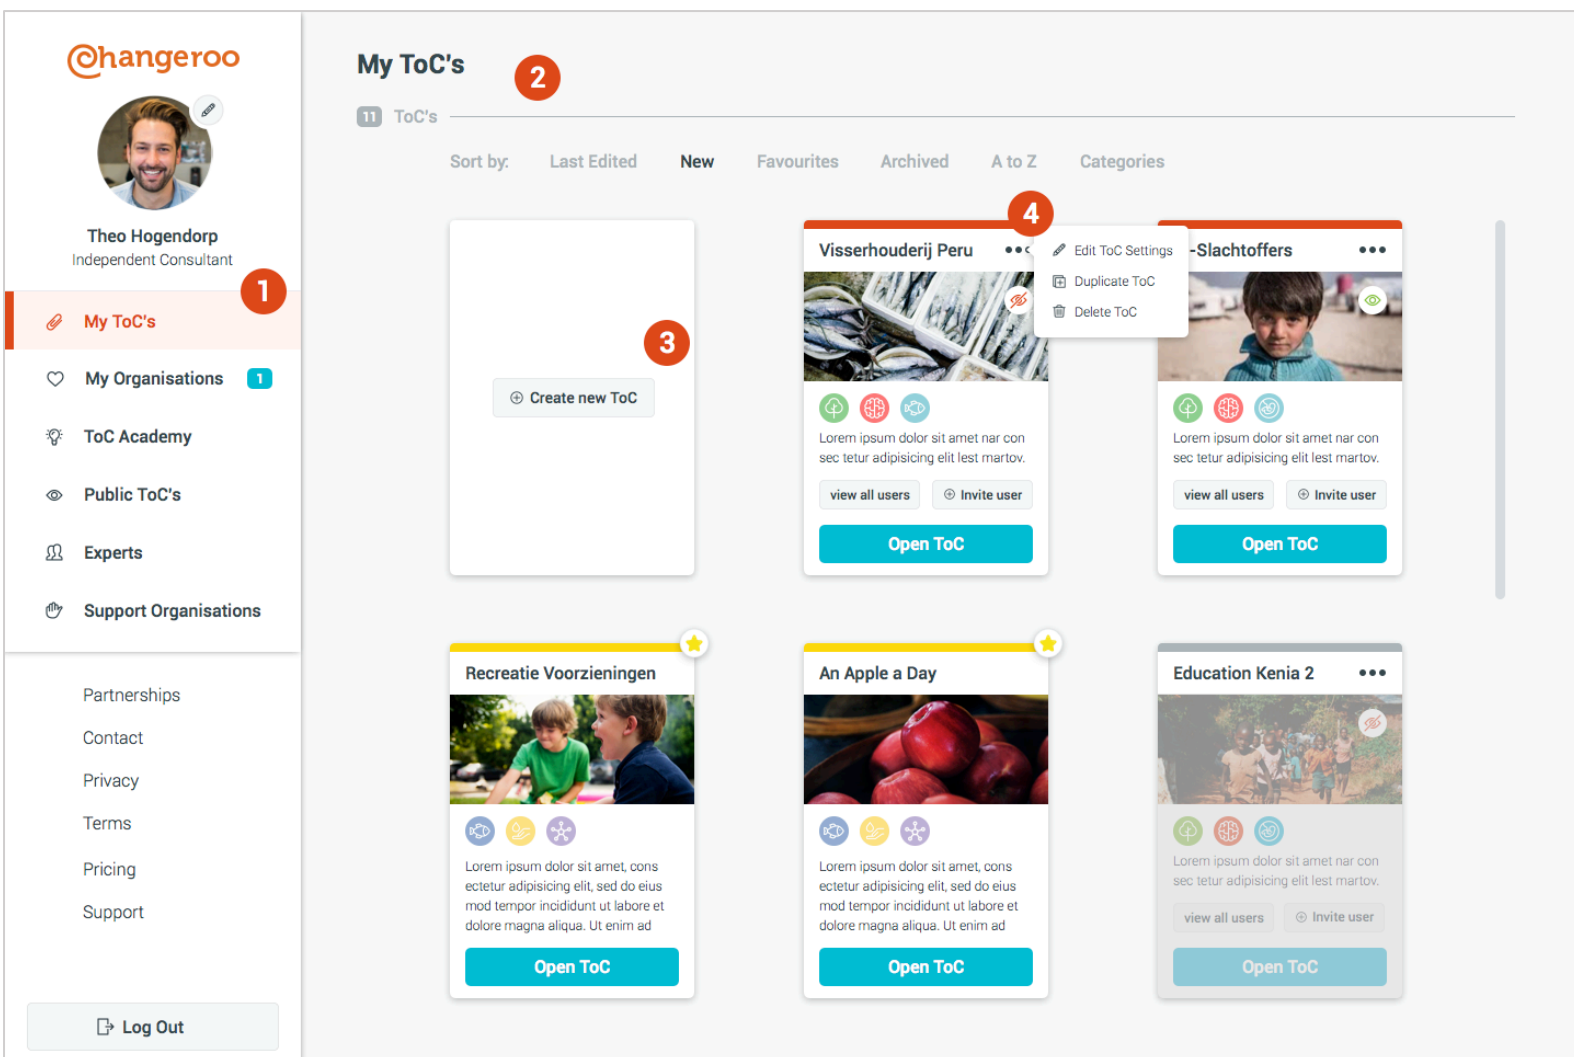 Changeroo
Theo Hogendorp
Independent Consultant
1
My ToC's
My Organisations 1
ToC Academy
Public ToC's
Experts
Support Organisations
Partnerships
Contact
Privacy
Terms
Pricing
Support
Log Out
My ToC's
2
11 ToC's
Sort by: Last Edited New Favourites Archived A to Z Categories
3
Create new ToC
4
Visserhouderij Peru
Edit ToC Settings
Duplicate ToC
Delete ToC
Lorem ipsum dolor sit amet nar con
sec tetur adipisicing elit lest martov.
view all users Invite user
Open ToC
-Slachtoffers
Lorem ipsum dolor sit amet nar con
sec tetur adipisicing elit lest martov.
view all users Invite user
Open ToC
Recreatie Voorzieningen
Lorem ipsum dolor sit amet, cons
ectetur adipisicing elit, sed do eius
mod tempor incididunt ut labore et
dolore magna aliqua. Ut enim ad
Open ToC
An Apple a Day
Lorem ipsum dolor sit amet, cons
ectetur adipisicing elit, sed do eius
mod tempor incididunt ut labore et
dolore magna aliqua. Ut enim ad
Open ToC
Education Kenia 2
Lorem ipsum dolor sit amet nar con
sec tetur adipisicing elit lest martov.
view all users Invite user
Open ToC